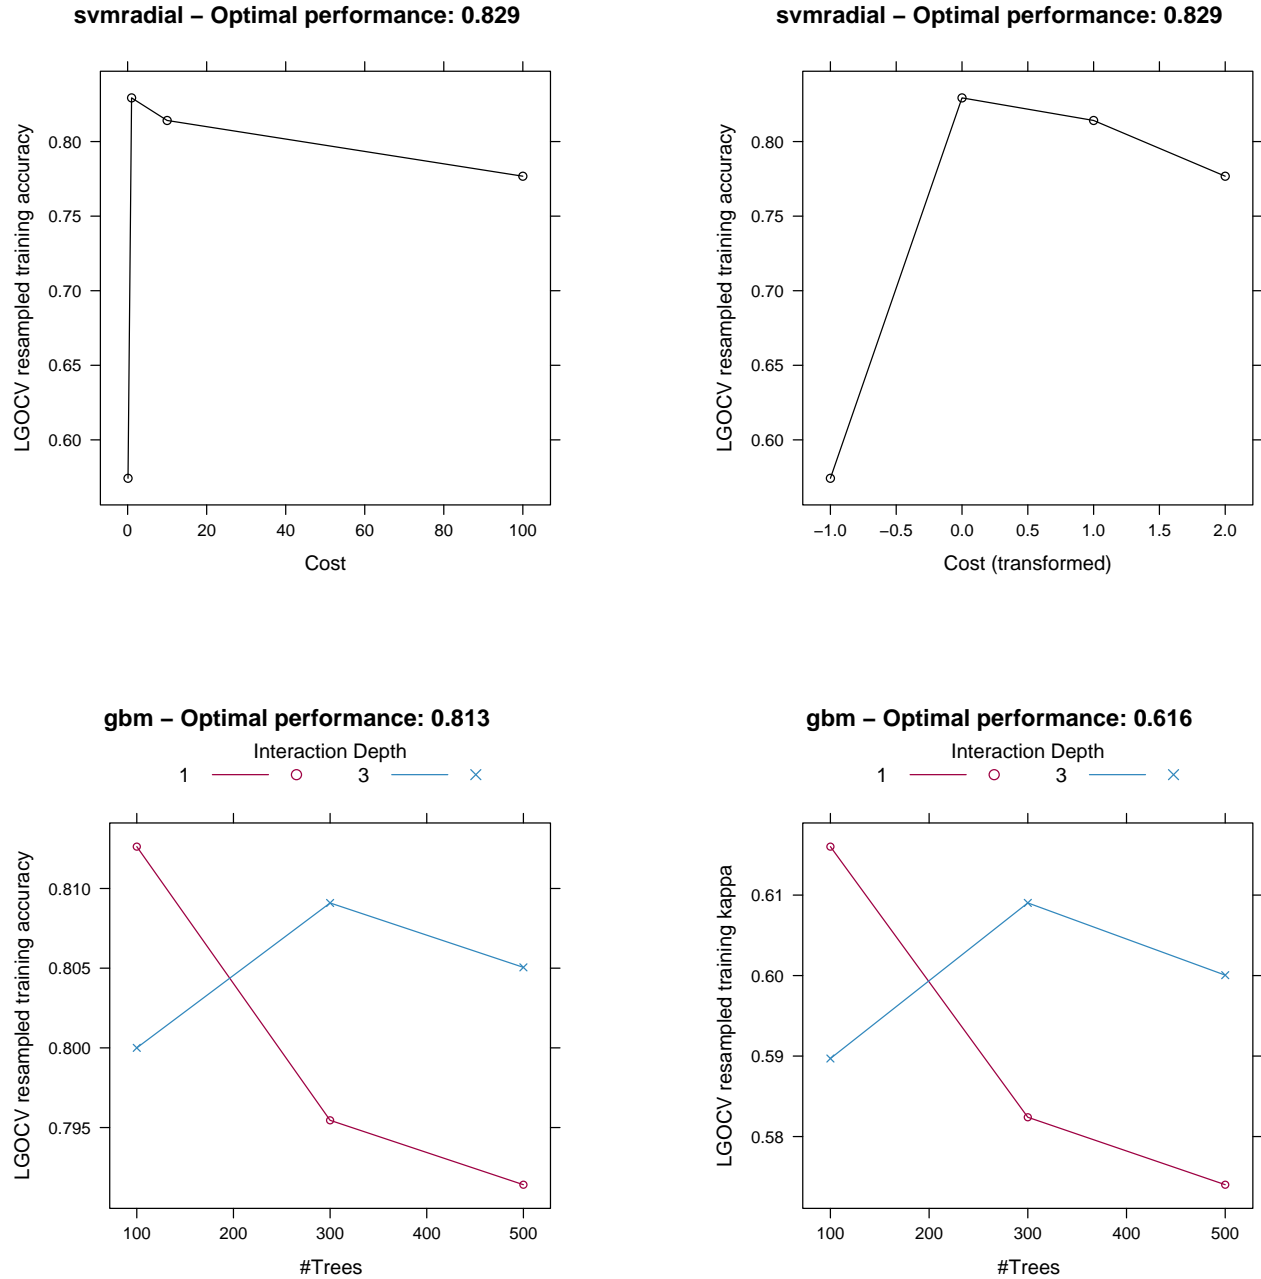 svmradial – Optimal performance: 0.829
LGOCV resampled training accuracy
0.80
0.75
0.70
0.65
0.60
0 20 40 60 80 100
Cost
svmradial – Optimal performance: 0.829
LGOCV resampled training accuracy
0.80
0.75
0.70
0.65
0.60
−1.0 −0.5 0.0 0.5 1.0 1.5 2.0
Cost (transformed)
gbm – Optimal performance: 0.813
Interaction Depth
1 3
LGOCV resampled training accuracy
0.810
0.805
0.800
0.795
100 200 300 400 500
#Trees
gbm – Optimal performance: 0.616
Interaction Depth
1 3
LGOCV resampled training kappa
0.61
0.60
0.59
0.58
100 200 300 400 500
#Trees